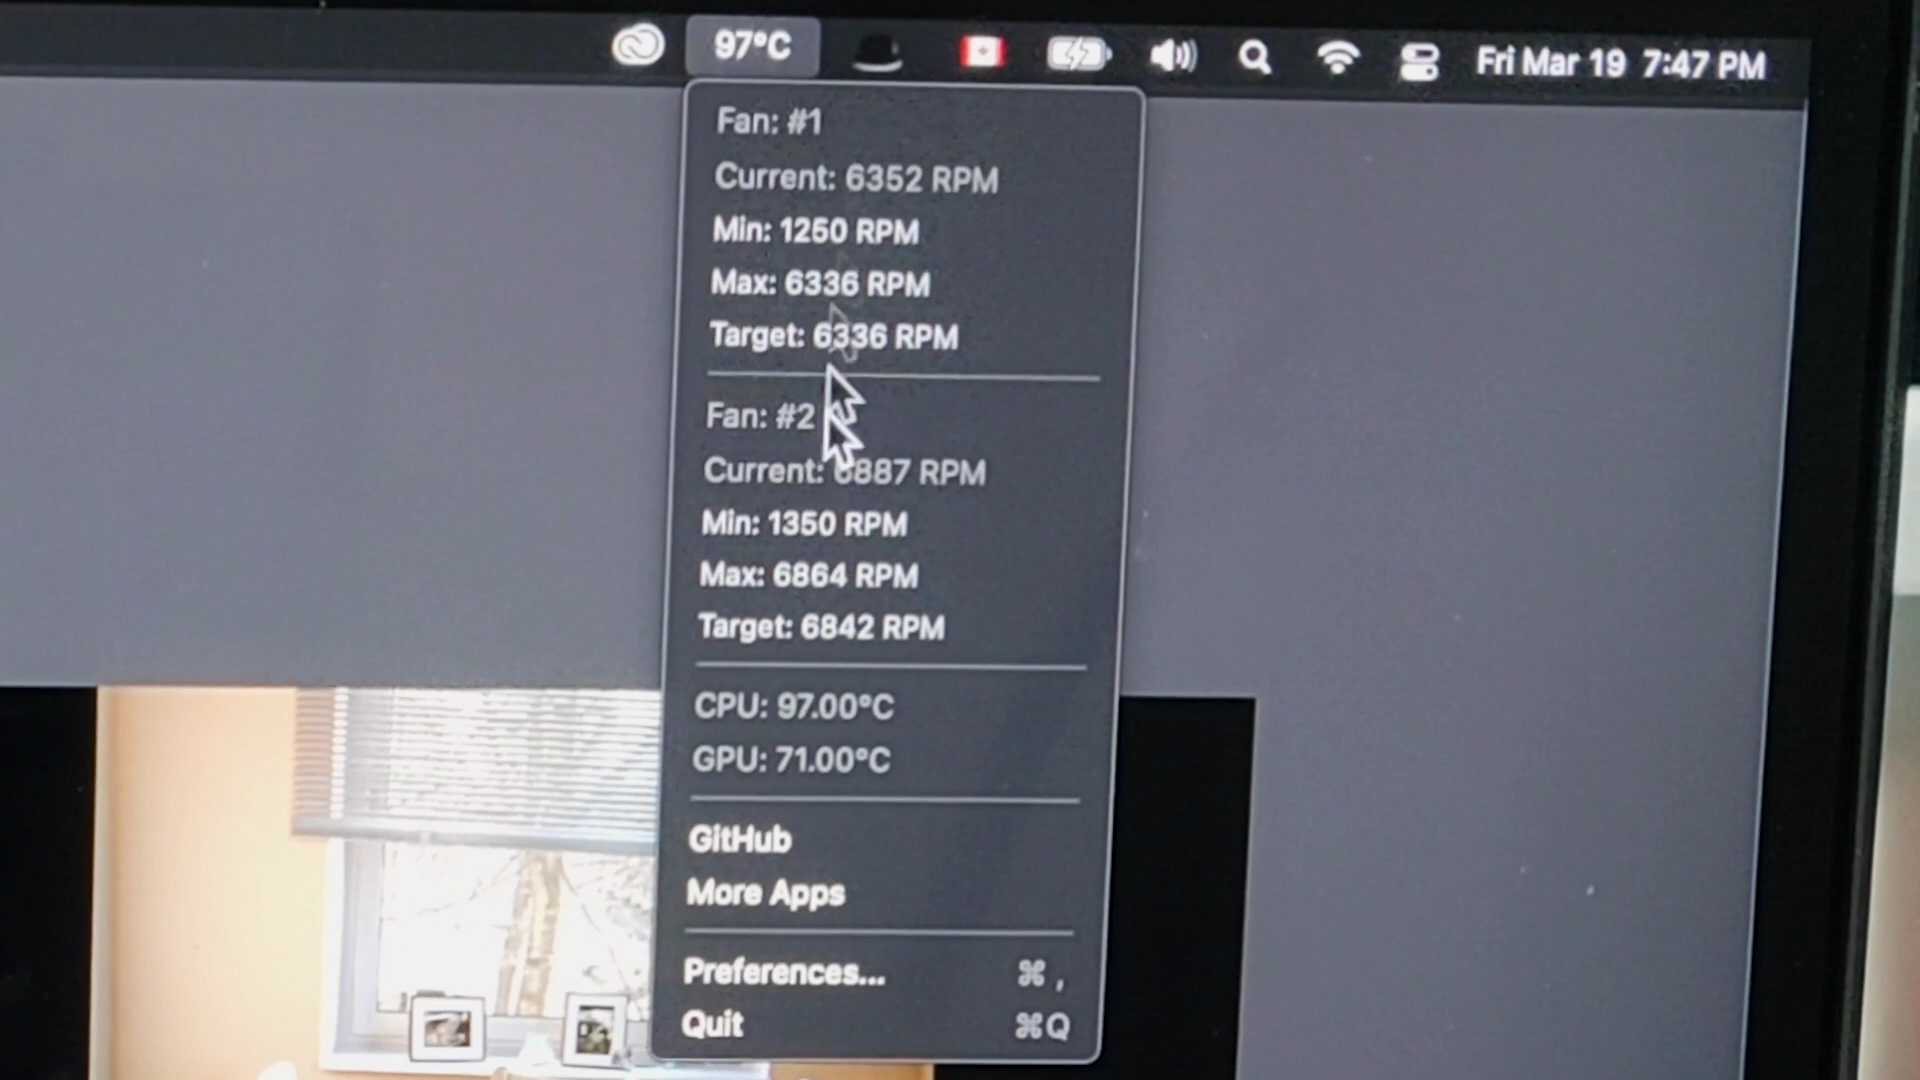 97°C Fri Mar 19 7:47 PM
Fan: #1
Current: 6352 RPM
Min: 1250 RPM
Max: 6336 RPM
Target: 6336 RPM
Fan: #2
Current: 6887 RPM
Min: 1350 RPM
Max: 6864 RPM
Target: 6842 RPM
CPU: 97.00°C
GPU: 71.00°C
GitHub
More Apps
Preferences... ⌘ ,
Quit ⌘Q